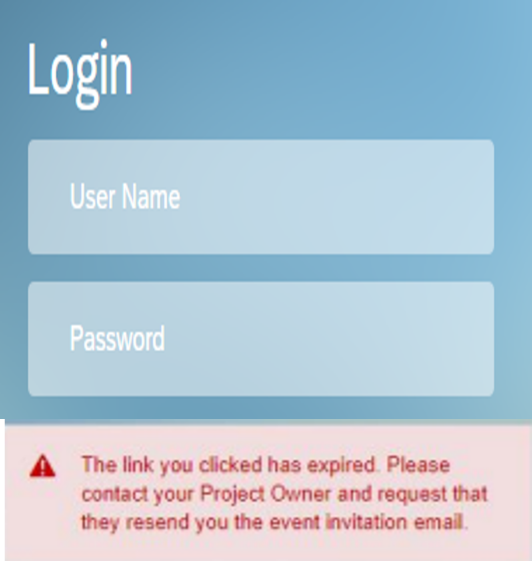 Login
User Name
Password
The link you clicked has expired. Please
contact your Project Owner and request that
they resend you the event invitation email.